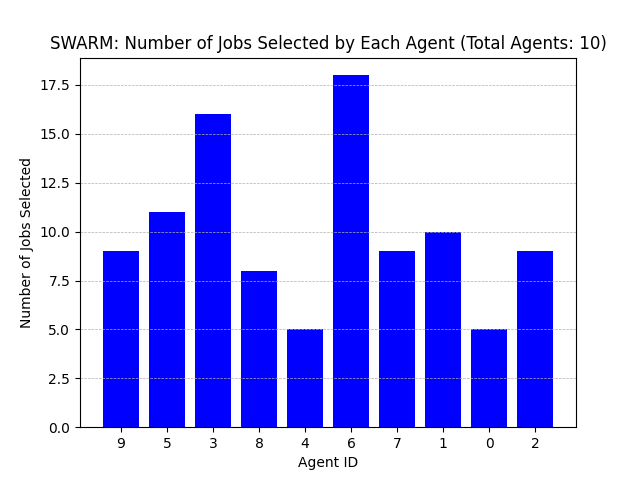 SWARM: Number of Jobs Selected by Each Agent (Total Agents: 10)
Number of Jobs Selected
17.5
15.0
12.5
10.0
7.5
5.0
2.5
0.0
9 5 3 8 4 6 7 1 0 2
Agent ID